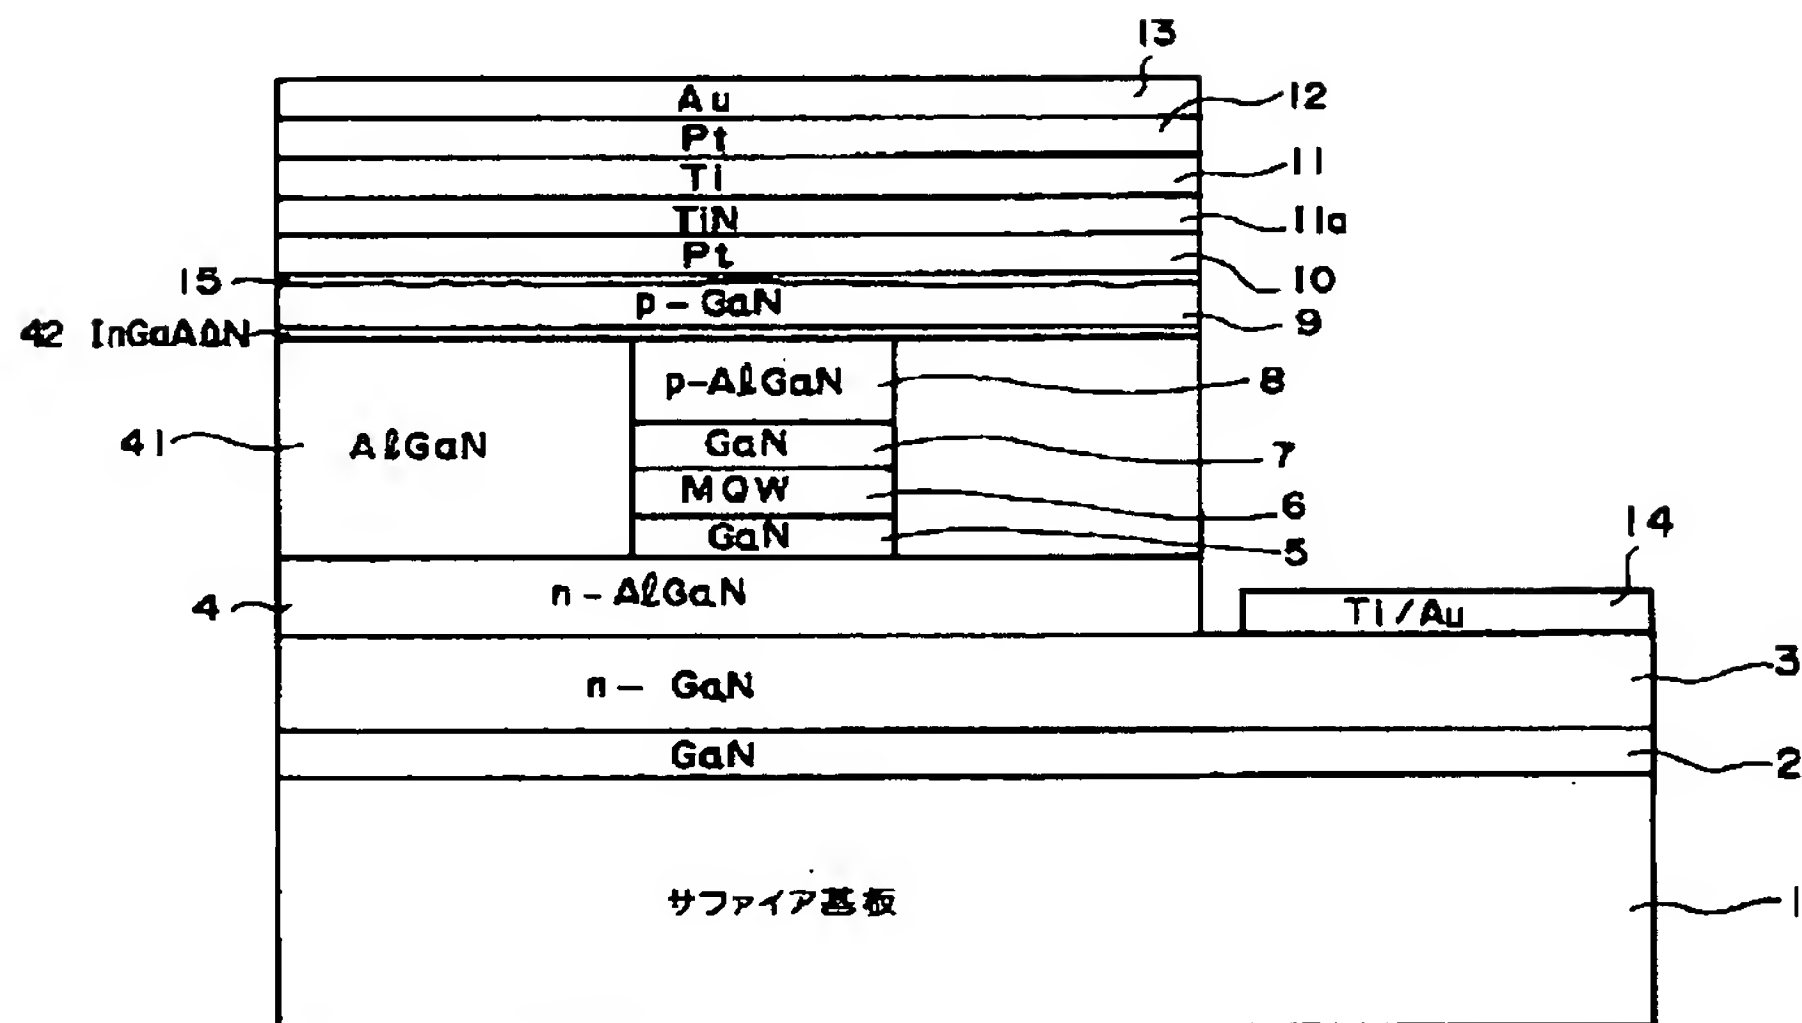 13
Au
12
Pt
11
Ti
11a
TiN
Pt
10
15
p-GaN
9
42 InGaAlN
p-AlGaN
8
41
AlGaN
GaN
7
MQW
6
GaN
5
14
4
n-AlGaN
Ti/Au
n-GaN
3
GaN
2
サファイア基板
1